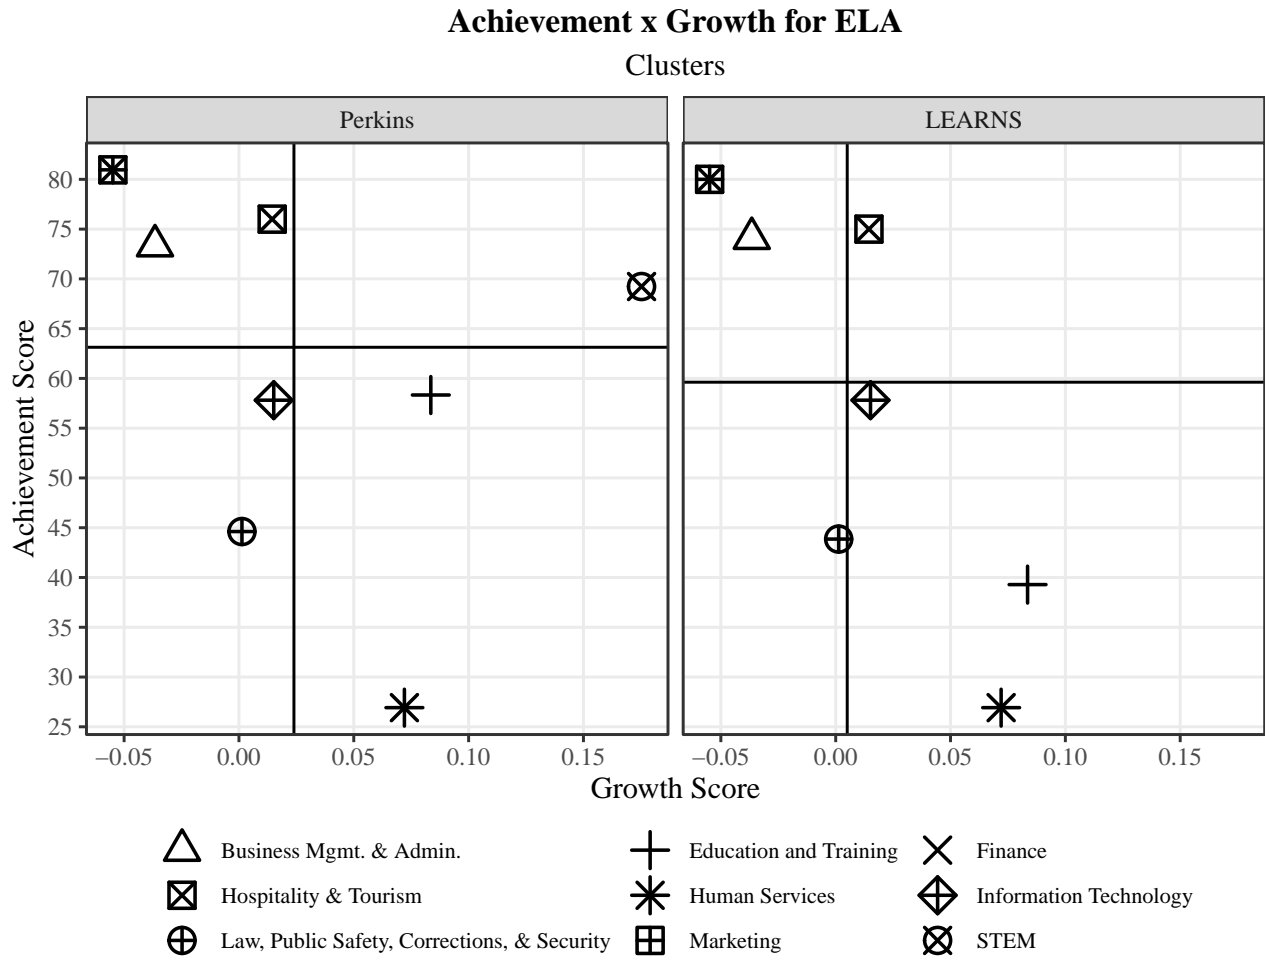 Achievement x Growth for ELA
Clusters
Perkins
LEARNS
Achievement Score
80
75
70
65
60
55
50
45
40
35
30
25
−0.05 0.00 0.05 0.10 0.15
−0.05 0.00 0.05 0.10 0.15
Growth Score
Business Mgmt. & Admin.
Education and Training
Finance
Hospitality & Tourism
Human Services
Information Technology
Law, Public Safety, Corrections, & Security
Marketing
STEM